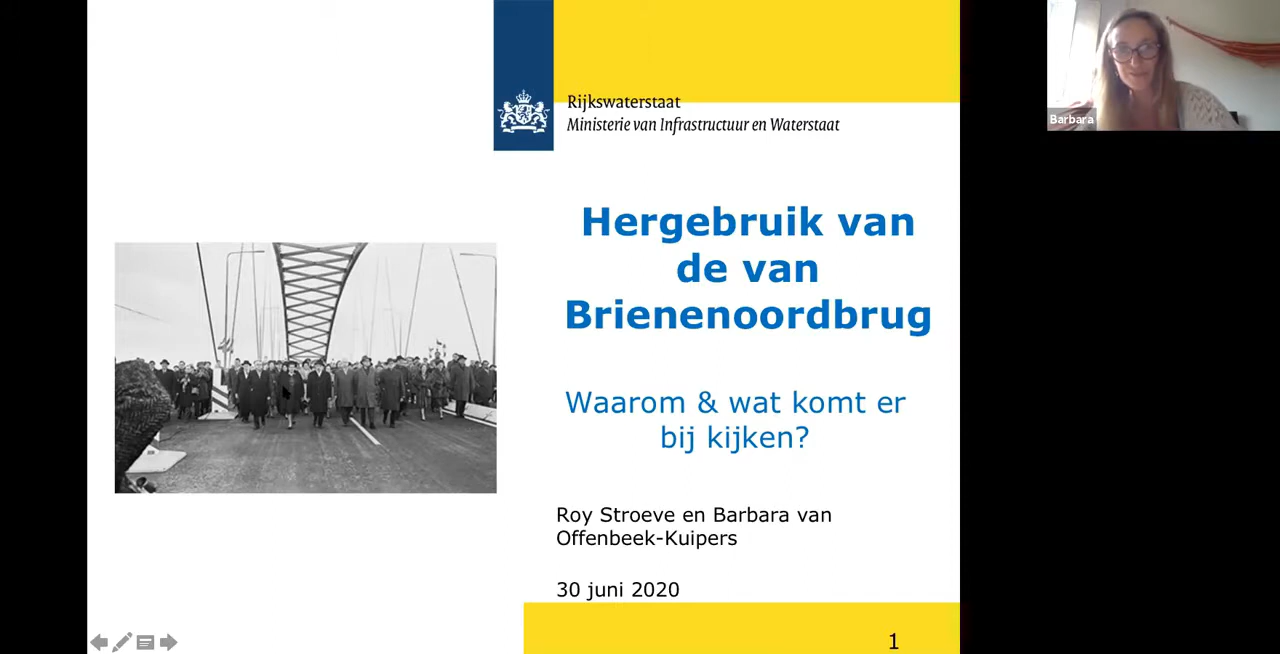 Rijkswaterstaat
Ministerie van Infrastructuur en Waterstaat
Hergebruik van
de van
Brienenoordbrug
Waarom & wat komt er
bij kijken?
Roy Stroeve en Barbara van
Offenbeek-Kuipers
30 juni 2020
1
Barbara